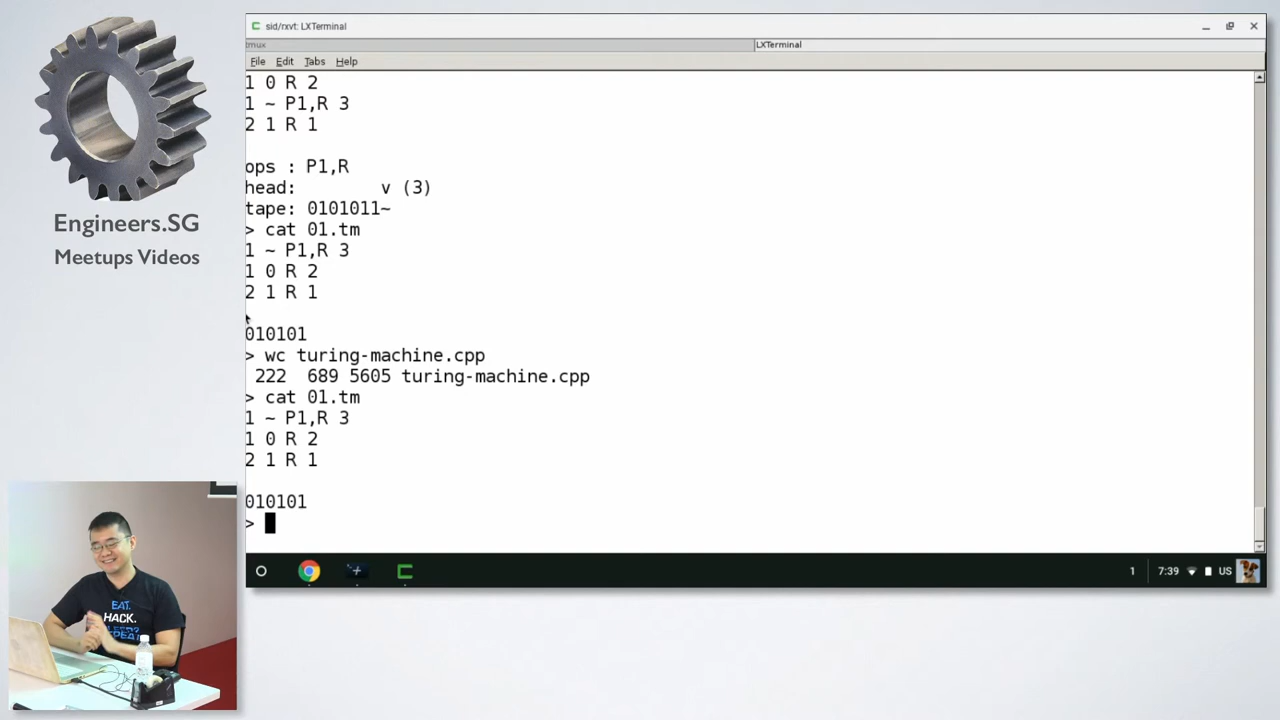 Engineers.SG
Meetups Videos
sid/rxvt: LXTerminal
tmux
LXTerminal
File Edit Tabs Help
1 0 R 2
1 ~ P1,R 3
2 1 R 1
ops : P1,R
head: v (3)
tape: 0101011~
> cat 01.tm
1 ~ P1,R 3
1 0 R 2
2 1 R 1
010101
> wc turing-machine.cpp
222 689 5605 turing-machine.cpp
> cat 01.tm
1 ~ P1,R 3
1 0 R 2
2 1 R 1
010101
>
1 7:39 US
EAT.
HACK.
SLEEP?
REPEAT